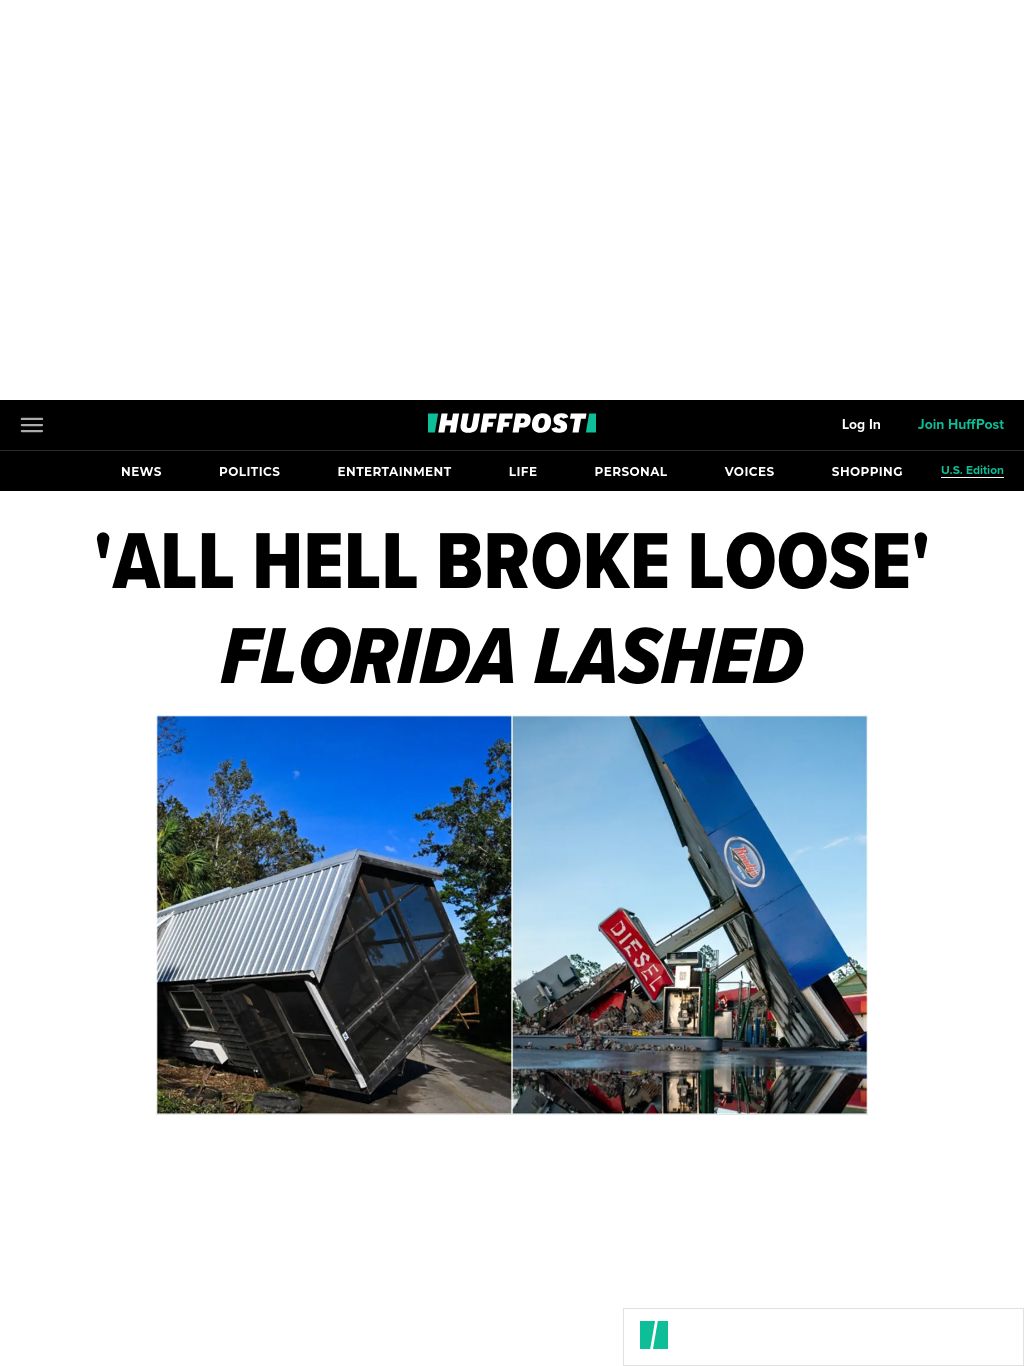 HUFFPOST
Log In
Join HuffPost
NEWS
POLITICS
ENTERTAINMENT
LIFE
PERSONAL
VOICES
SHOPPING
U.S. Edition
'ALL HELL BROKE LOOSE'
FLORIDA LASHED
DIESEL